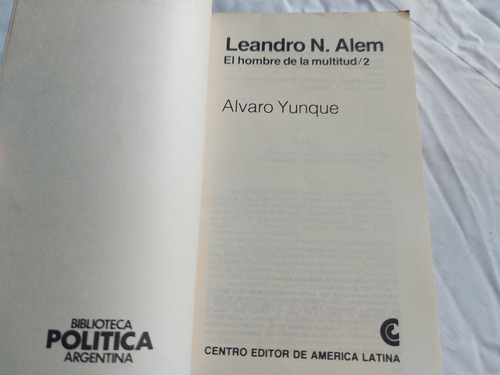 Leandro N. Alem
El hombre de la multitud/2
Alvaro Yunque
BIBLIOTECA
POLITICA
ARGENTINA
CENTRO EDITOR DE AMERICA LATINA